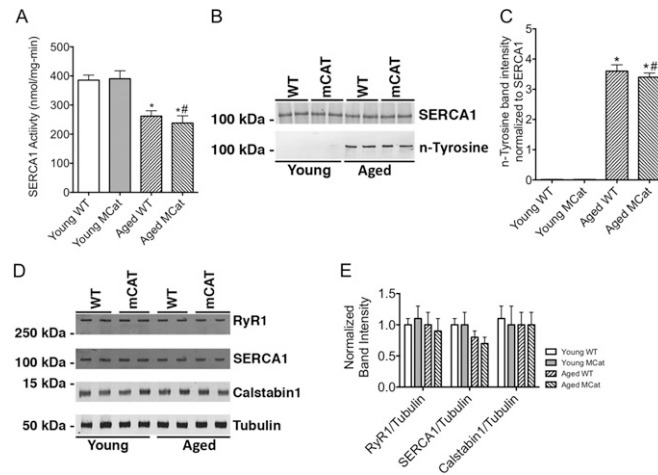 A
SERCA1 Activty (nmol/mg-min)
500
400
300
200
100
0
*
*#
Young WT
Young MCat
Aged WT
Aged MCat
B
WT
mCAT
WT
mCAT
100 kDa -
SERCA1
100 kDa -
n-Tyrosine
Young
Aged
C
n-Tyrosine band intensity
normalized to SERCA1
5
4
3
2
1
0
*
*#
Young WT
Young MCat
Aged WT
Aged MCat
D
WT
mCAT
WT
mCAT
250 kDa -
RyR1
100 kDa -
SERCA1
15 kDa -
Calstabin1
50 kDa -
Tubulin
Young
Aged
E
Normalized
Band Intensity
1.5
1.0
0.5
0.0
RyR1/Tubulin
SERCA1/Tubulin
Calstabin1/Tubulin
Young WT
Young MCat
Aged WT
Aged MCat